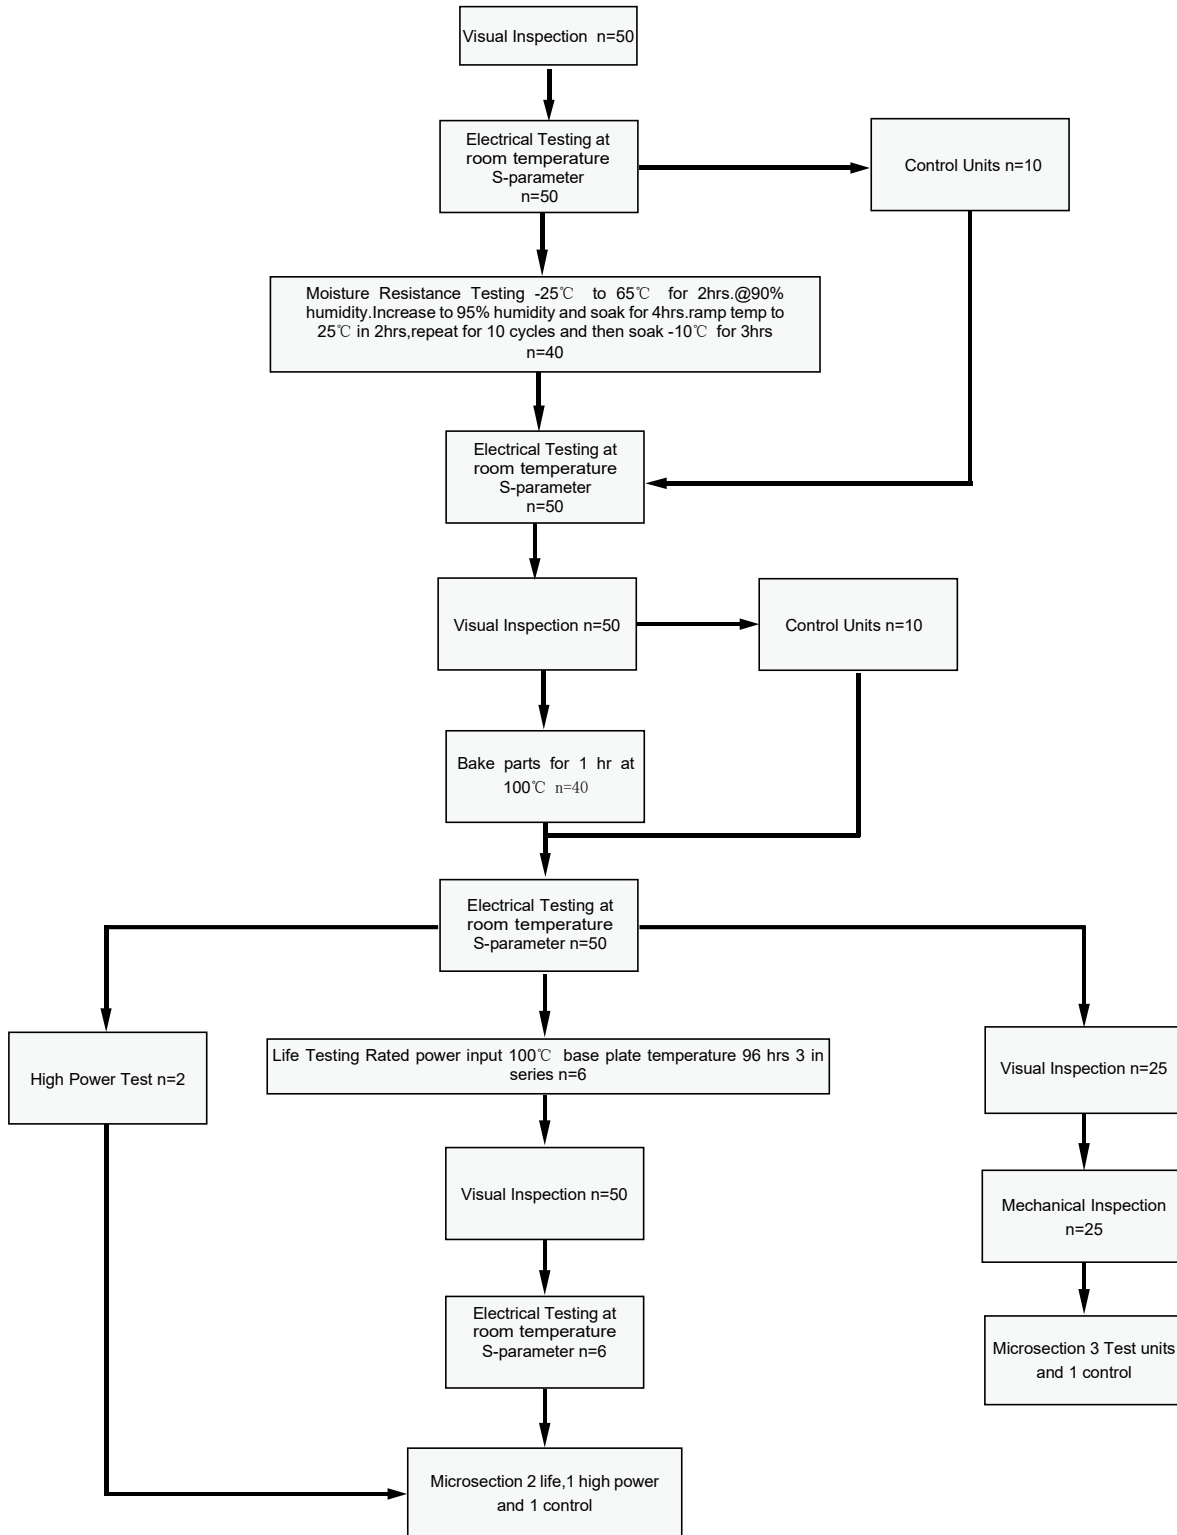 Visual Inspection n=50
Electrical Testing at
room temperature
S-parameter
n=50
Control Units n=10
Moisture Resistance Testing -25℃ to 65℃ for 2hrs.@90%
humidity.Increase to 95% humidity and soak for 4hrs.ramp temp to
25℃ in 2hrs,repeat for 10 cycles and then soak -10℃ for 3hrs
n=40
Electrical Testing at
room temperature
S-parameter
n=50
Visual Inspection n=50
Control Units n=10
Bake parts for 1 hr at
100℃ n=40
Electrical Testing at
room temperature
S-parameter n=50
High Power Test n=2
Life Testing Rated power input 100℃ base plate temperature 96 hrs 3 in
series n=6
Visual Inspection n=25
Visual Inspection n=50
Mechanical Inspection
n=25
Electrical Testing at
room temperature
S-parameter n=6
Microsection 3 Test units
and 1 control
Microsection 2 life,1 high power
and 1 control